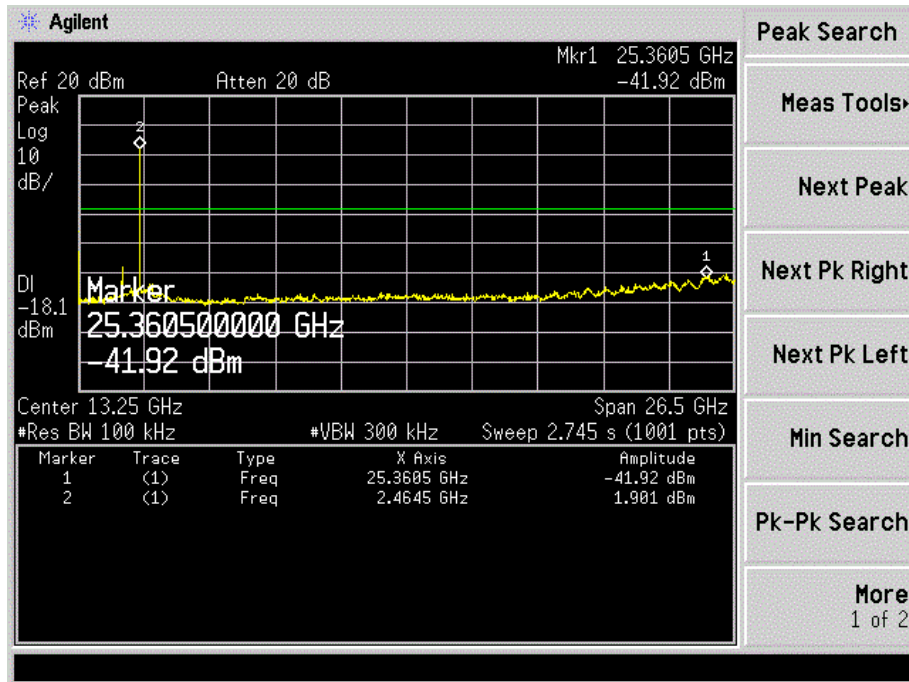 Agilent
Mkr1 25.3605 GHz
Ref 20 dBm Atten 20 dB -41.92 dBm
Peak
Log
10
dB/
2
1
DI
-18.1
dBm
Marker
25.360500000 GHz
-41.92 dBm
Center 13.25 GHz Span 26.5 GHz
#Res BW 100 kHz #VBW 300 kHz Sweep 2.745 s (1001 pts)
Marker Trace Type X Axis Amplitude
1 (1) Freq 25.3605 GHz -41.92 dBm
2 (1) Freq 2.4645 GHz 1.901 dBm
Peak Search
Meas Tools
Next Peak
Next Pk Right
Next Pk Left
Min Search
Pk-Pk Search
More
1 of 2